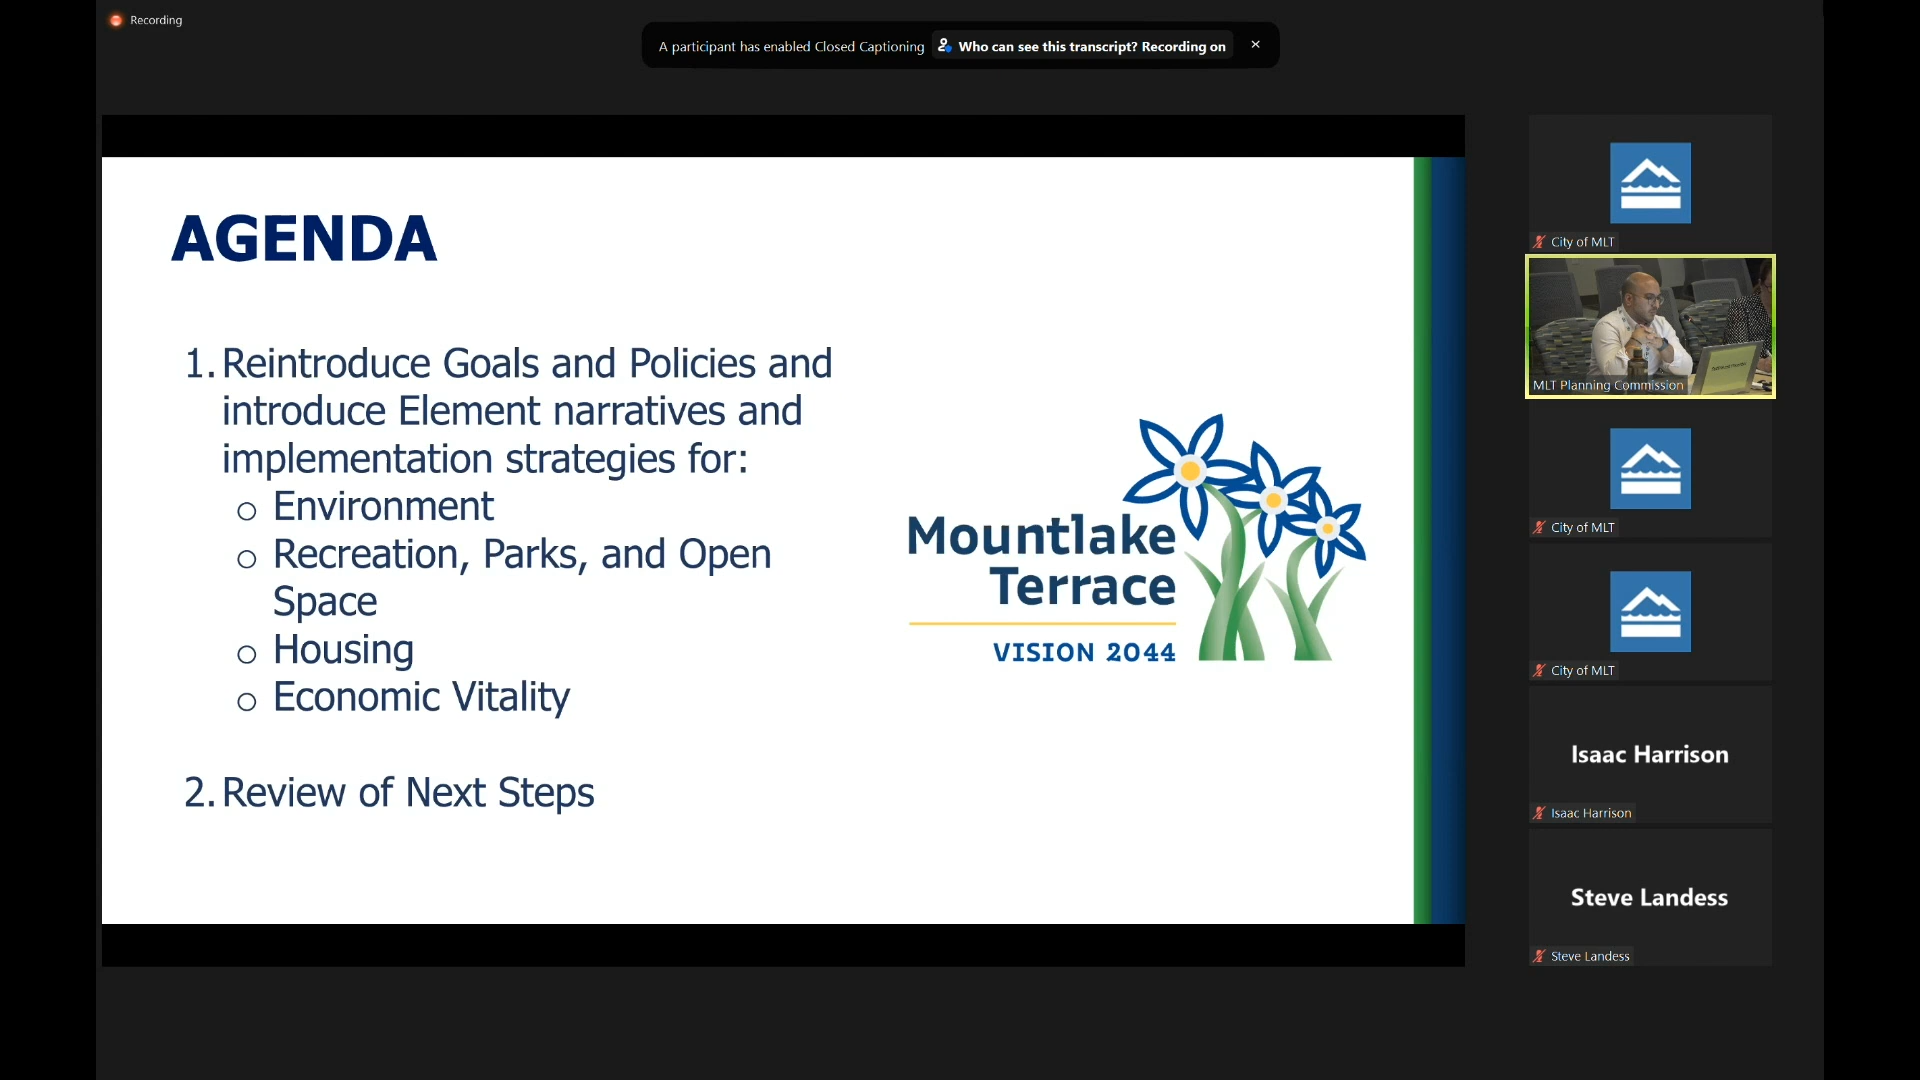 Recording
A participant has enabled Closed Captioning Who can see this transcript? Recording on
AGENDA
1. Reintroduce Goals and Policies and
introduce Element narratives and
implementation strategies for:
o Environment
o Recreation, Parks, and Open
Space
o Housing
o Economic Vitality
2. Review of Next Steps
Mountlake
Terrace
VISION 2044
City of MLT
MLT Planning Commission
City of MLT
City of MLT
Isaac Harrison
Isaac Harrison
Steve Landess
Steve Landess